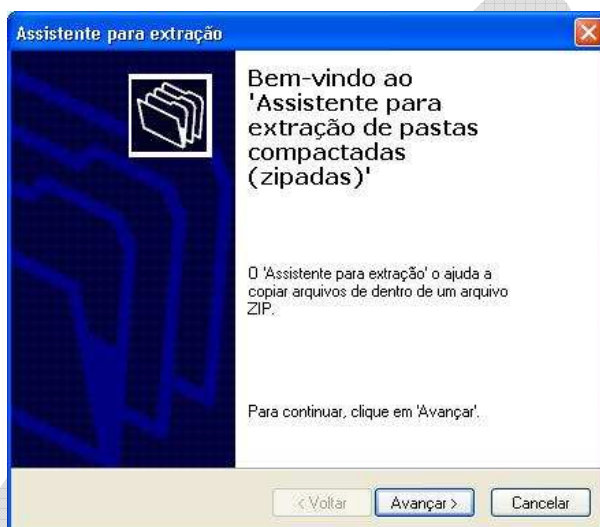 Assistente para extração
Bem-vindo ao
'Assistente para
extração de pastas
compactadas
(zipadas)'
O 'Assistente para extração' o ajuda a
copiar arquivos de dentro de um arquivo
ZIP.
Para continuar, clique em 'Avançar'.
< Voltar Avançar > Cancelar